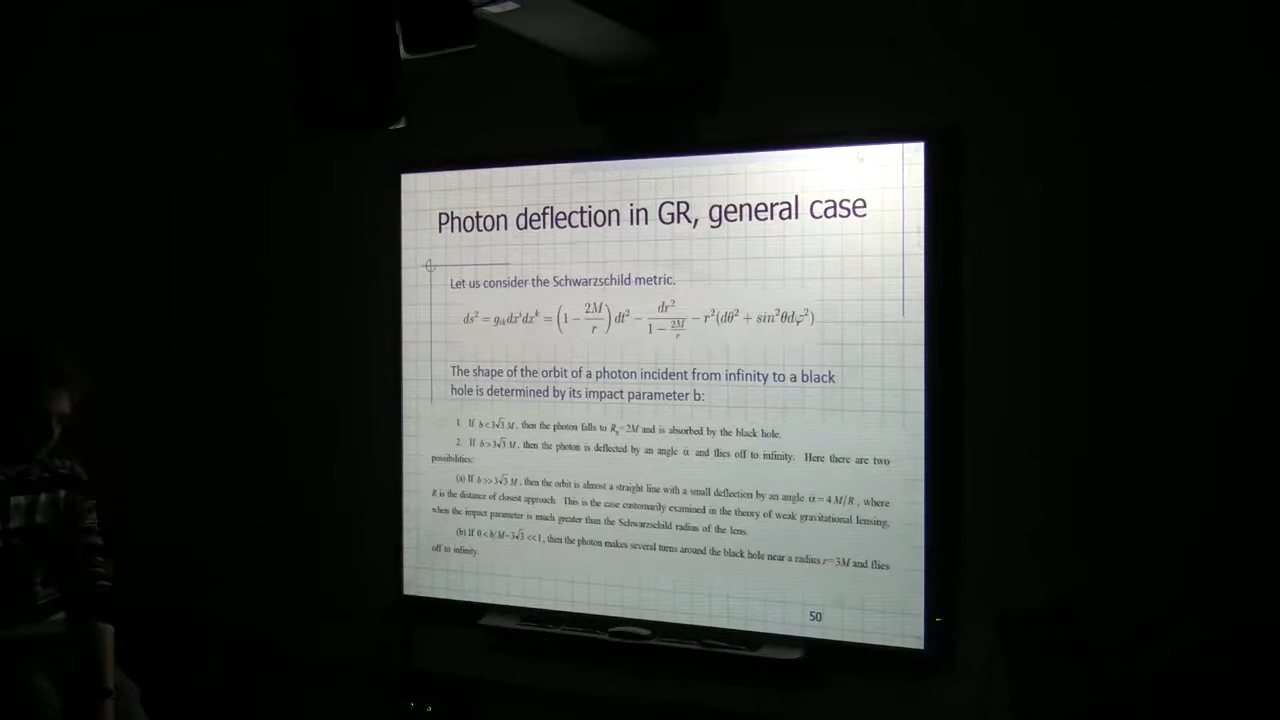 Photon deflection in GR, general case
Let us consider the Schwarzschild metric.
ds² = gᵢₖdxⁱdxᵏ = (1 − 2M/r) dt² − dr²/(1 − 2M/r) − r²(dθ² + sin²θdφ²)
The shape of the orbit of a photon incident from infinity to a black
hole is determined by its impact parameter b:
1. If b<3√3 M, then the photon falls to Rₛ=2M and is absorbed by the black hole.
2. If b>3√3 M, then the photon is deflected by an angle α̂ and flies off to infinity. Here there are two
possibilities:
(a) If b>>3√3 M, then the orbit is almost a straight line with a small deflection by an angle α̂=4M/R, where
R is the distance of closest approach. This is the case customarily examined in the theory of weak gravitational lensing,
when the impact parameter is much greater than the Schwarzschild radius of the lens.
(b) If 0<b/M−3√3<<1, then the photon makes several turns around the black hole near a radius r=3M and flies
off to infinity.
50